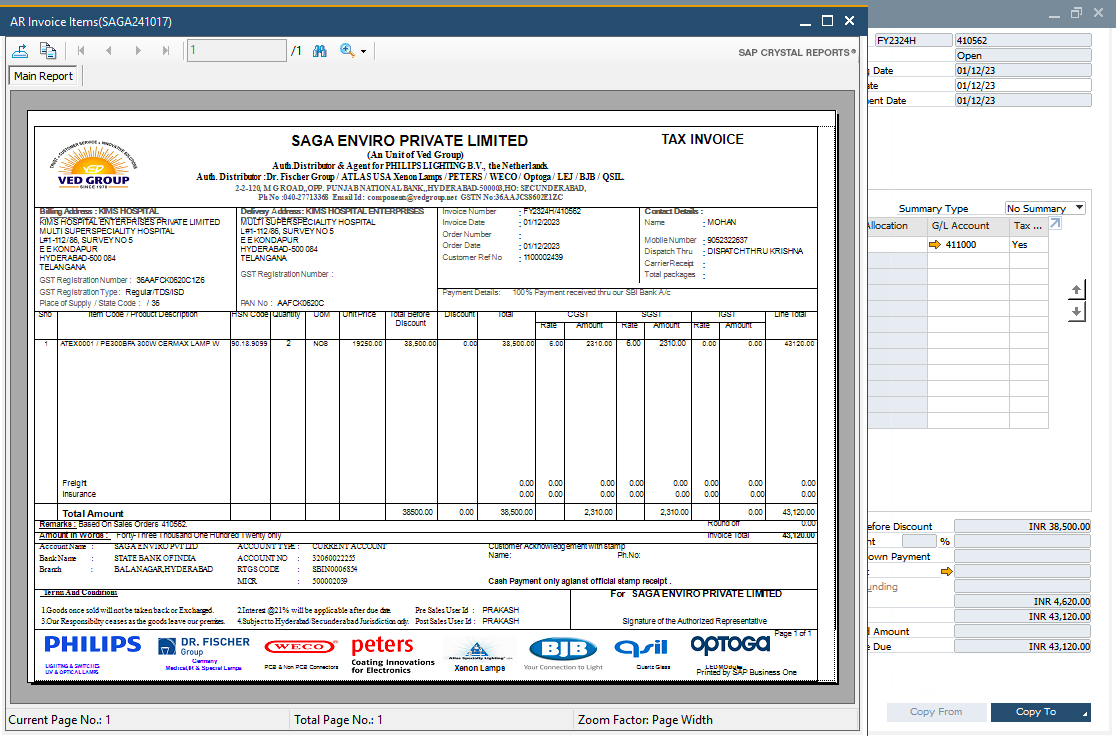 AR Invoice Items(SAGA241017)
1
/1
SAP CRYSTAL REPORTS®
Main Report
SAGA ENVIRO PRIVATE LIMITED
TAX INVOICE
(An Unit of Ved Group)
Auth.Distributor & Agent for PHILIPS LIGHTING B.V., the Netherlands.
Auth. Distributor :Dr. Fischer Group / ATLAS USA Xenon Lamps / PETERS / WECO / Optoga / LEJ / BJB / QSIL.
2-2-120, M G ROAD,,OPP. PUNJAB NATIONAL BANK,,HYDERABAD-500003,HO: SECUNDERABAD,
Ph No :040-27713368 Email Id : component@vedgroup.net GSTN No:36AAJCS8602E1ZC
VED GROUP
SINCE 1970
Billing Address : KIMS HOSPITAL
KIMS HOSPITAL ENTERPRISES PRIVATE LIMITED
MULTI SUPERSPECIALITY HOSPITAL
L#1-112/86, SURVEY NO 5
E E KONDAPUR
HYDERABAD-500 084
TELANGANA
GST Registration Number : 36AAFCK0620C1Z6
GST Registration Type : Regular/TDS/ISD
Place of Supply / State Code : / 36
Delivery Address : KIMS HOSPITAL ENTERPRISES
MULTI SUPERSPECIALITY HOSPITAL
L#1-112/86, SURVEY NO 5
E E KONDAPUR
HYDERABAD-500 084
TELANGANA
GST Registration Number :
PAN No : AAFCK0620C
Invoice Number : FY2324H/410562
Invoice Date : 01/12/2023
Order Number :
Order Date : 01/12/2023
Customer Ref No : 1100002439
Contact Details :
Name : MOHAN
Mobile Number : 9052322637
Dispatch Thru : DISPATCHTHRU KRISHNA
Carrier Receipt :
Total packages :
Payment Details: 100% Payment received thru our SBI Bank A/c
Sno Item Code / Product Description HSN Code Quantity UoM Unit Price Total Before Discount Discount Total CGST SGST IGST Line Total
Rate Amount Rate Amount Rate Amount
1 ATEX0001 / PE300BFA 300W CERMAX LAMP W. 90.18.9099 2 NOS 19250.00 38,500.00 0.00 38,500.00 6.00 2310.00 6.00 2310.00 0.00 0.00 43120.00
Freight 0.00 0.00 0.00 0.00 0.00 0.00 0.00 0.00
Insurance 0.00 0.00 0.00 0.00 0.00 0.00 0.00 0.00
Total Amount 38500.00 0.00 38,500.00 2,310.00 2,310.00 0.00 43,120.00
Remarks : Based On Sales Orders 410562.
Round off 0.00
Amount in Words : Forty-Three Thousand One Hundred Twenty only
Invoice Total 43,120.00
Account Name : SAGA ENVIRO PVT LTD
Bank Name : STATE BANK OF INDIA
Branch : BALANAGAR,HYDERABAD
ACCOUNT TYPE : CURRENT ACCOUNT
ACCOUNT NO : 32060022255
RTGS CODE : SBIN0006854
MICR : 500002039
Customer Acknowledgement with stamp
Name: Ph.No:
Cash Payment only against official stamp receipt .
Terms And Conditions
1.Goods once sold will not be taken back or Exchanged.
2.Interest @21% will be applicable after due date.
3.Our Responsibilty ceases as the goods leave our premises.
4.Subject to Hyderabad/Secunderabad Jurisdiction only.
Pre Sales User Id : PRAKASH
Post Sales User Id : PRAKASH
For SAGA ENVIRO PRIVATE LIMITED
Signature of the Authorized Representative
Page 1 of 1
PHILIPS
LIGHTING & SWITCHES
UV & OPTICAL LAMPS
DR. FISCHER
Group
Germany
Medical,IR & Special Lamps
WECO
PCB & Non PCB Connectors
peters
Coating Innovations
for Electronics
Atlas Specialty Lighting
Xenon Lamps
BJB
Your Connection to Light
qsil
Quartz Glass
OPTOGA
LED Module
Printed by SAP Business One
Current Page No.: 1
Total Page No.: 1
Zoom Factor: Page Width
FY2324H
410562
Open
Date
01/12/23
01/12/23
ent Date
01/12/23
Summary Type
No Summary
llocation G/L Account Tax ...
411000 Yes
efore Discount INR 38,500.00
nt %
own Payment
unding
INR 4,620.00
INR 43,120.00
l Amount
e Due INR 43,120.00
Copy From
Copy To